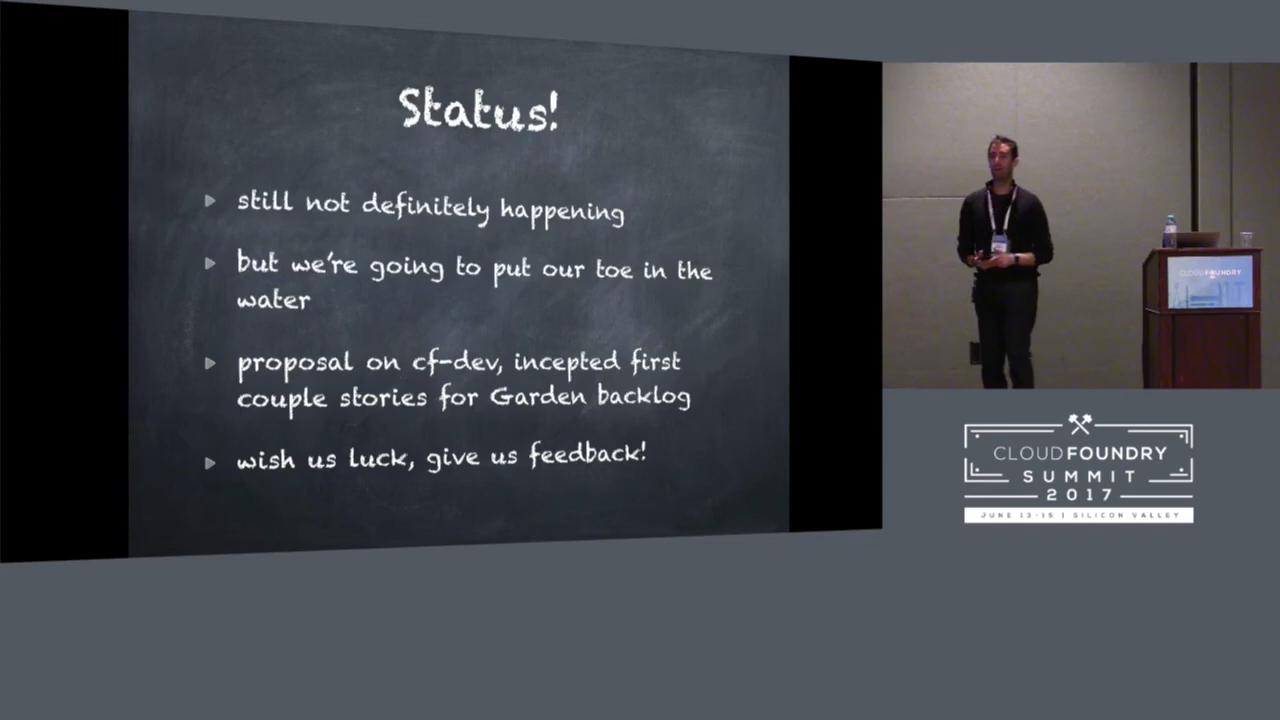 Status!
still not definitely happening
but we're going to put our toe in the
water
proposal on cf-dev, incepted first
couple stories for Garden backlog
wish us luck, give us feedback!
CLOUD FOUNDRY
CLOUDFOUNDRY
SUMMIT
2017
JUNE 13-15 | SILICON VALLEY